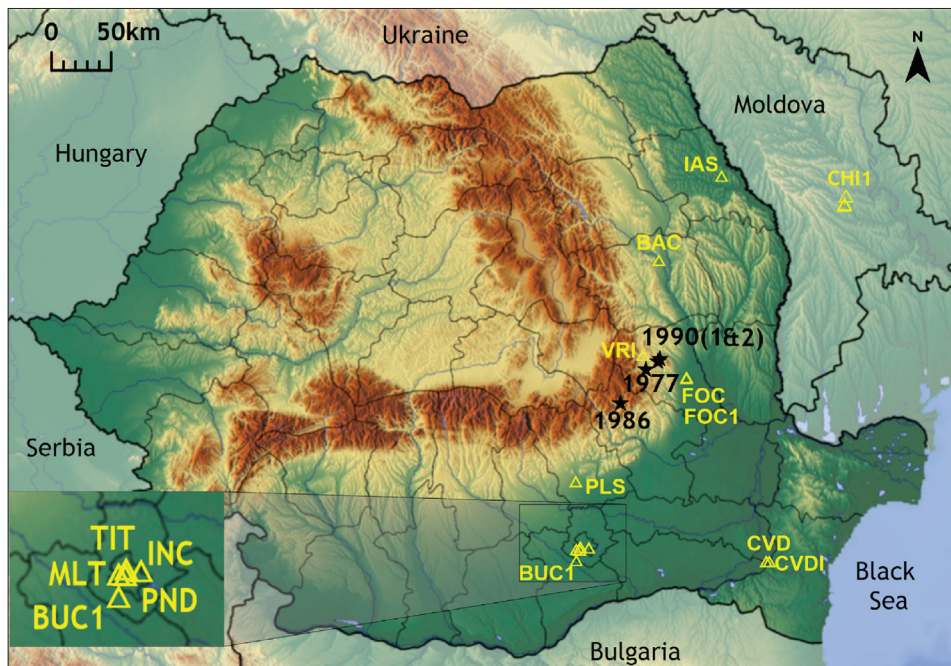 0 50km
Ukraine
N
Moldova
Hungary
IAS
CHI1
BAC
1990(1&2)
VRI
1977
FOC
FOC1
1986
Serbia
PLS
TIT
INC
MLT
PND
BUC1
BUC1
CVD
CVDI
Black
Sea
Bulgaria